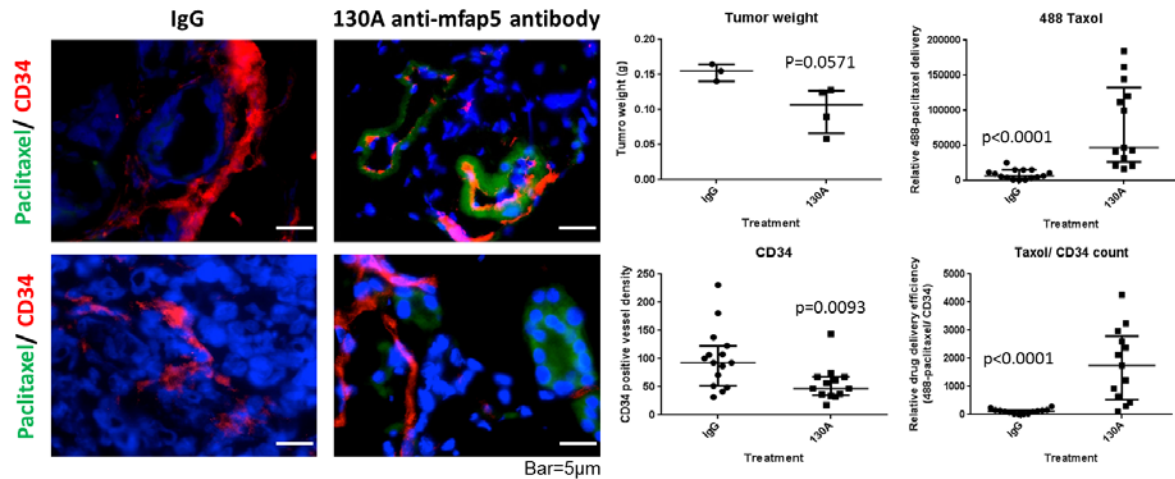 IgG
130A anti-mfap5 antibody
Paclitaxel/ CD34
Paclitaxel/ CD34
Bar=5μm
Tumor weight
Tumro weight (g)
0.20
0.15
0.10
0.05
0.00
P=0.0571
IgG
130A
Treatment
488 Taxol
Relative 488-paclitaxel delivery
200000
150000
100000
50000
0
p<0.0001
IgG
130A
Treatment
CD34
CD34 positive vessel density
250
200
150
100
50
0
p=0.0093
IgG
130A
Treatment
Taxol/ CD34 count
Relative drug delivery efficiency
(488-paclitaxel/ CD34)
5000
4000
3000
2000
1000
0
p<0.0001
IgG
130A
Treatment